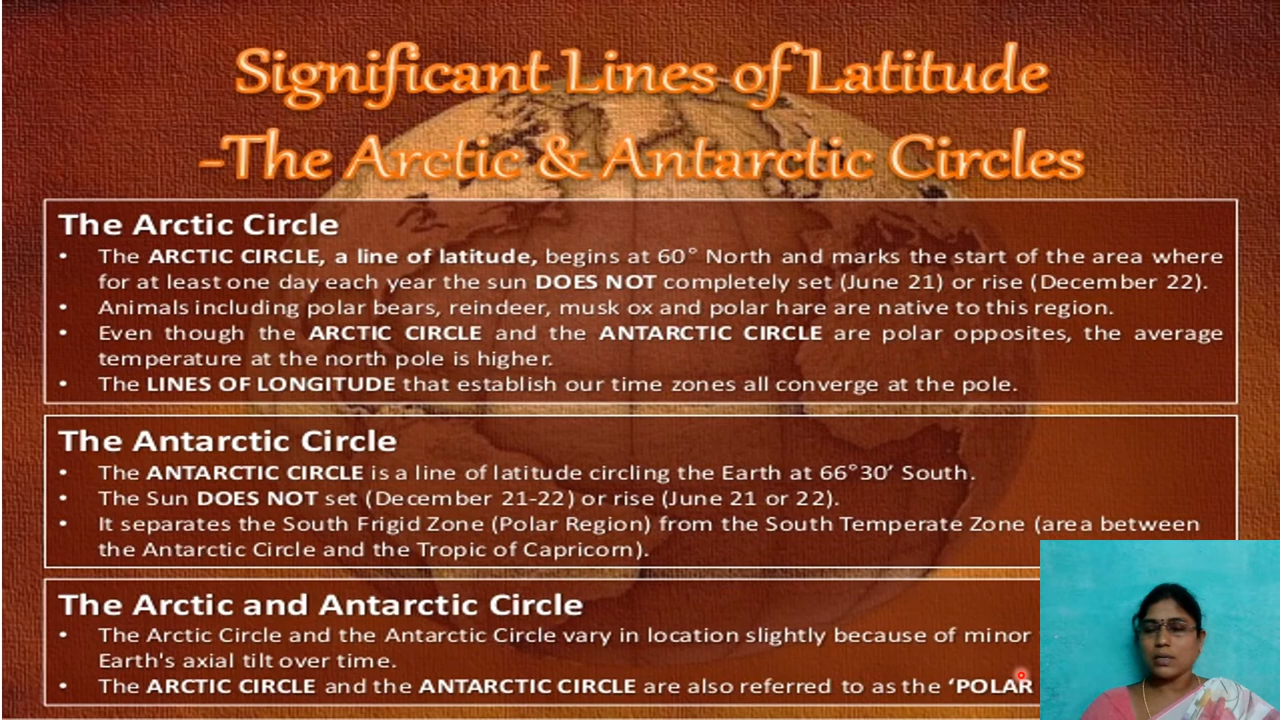 Significant Lines of Latitude
-The Arctic & Antarctic Circles
The Arctic Circle
• The ARCTIC CIRCLE, a line of latitude, begins at 60° North and marks the start of the area where
for at least one day each year the sun DOES NOT completely set (June 21) or rise (December 22).
• Animals including polar bears, reindeer, musk ox and polar hare are native to this region.
• Even though the ARCTIC CIRCLE and the ANTARCTIC CIRCLE are polar opposites, the average
temperature at the north pole is higher.
• The LINES OF LONGITUDE that establish our time zones all converge at the pole.
The Antarctic Circle
• The ANTARCTIC CIRCLE is a line of latitude circling the Earth at 66°30′ South.
• The Sun DOES NOT set (December 21-22) or rise (June 21 or 22).
• It separates the South Frigid Zone (Polar Region) from the South Temperate Zone (area between
the Antarctic Circle and the Tropic of Capricorn).
The Arctic and Antarctic Circle
• The Arctic Circle and the Antarctic Circle vary in location slightly because of minor
Earth's axial tilt over time.
• The ARCTIC CIRCLE and the ANTARCTIC CIRCLE are also referred to as the ‘POLAR